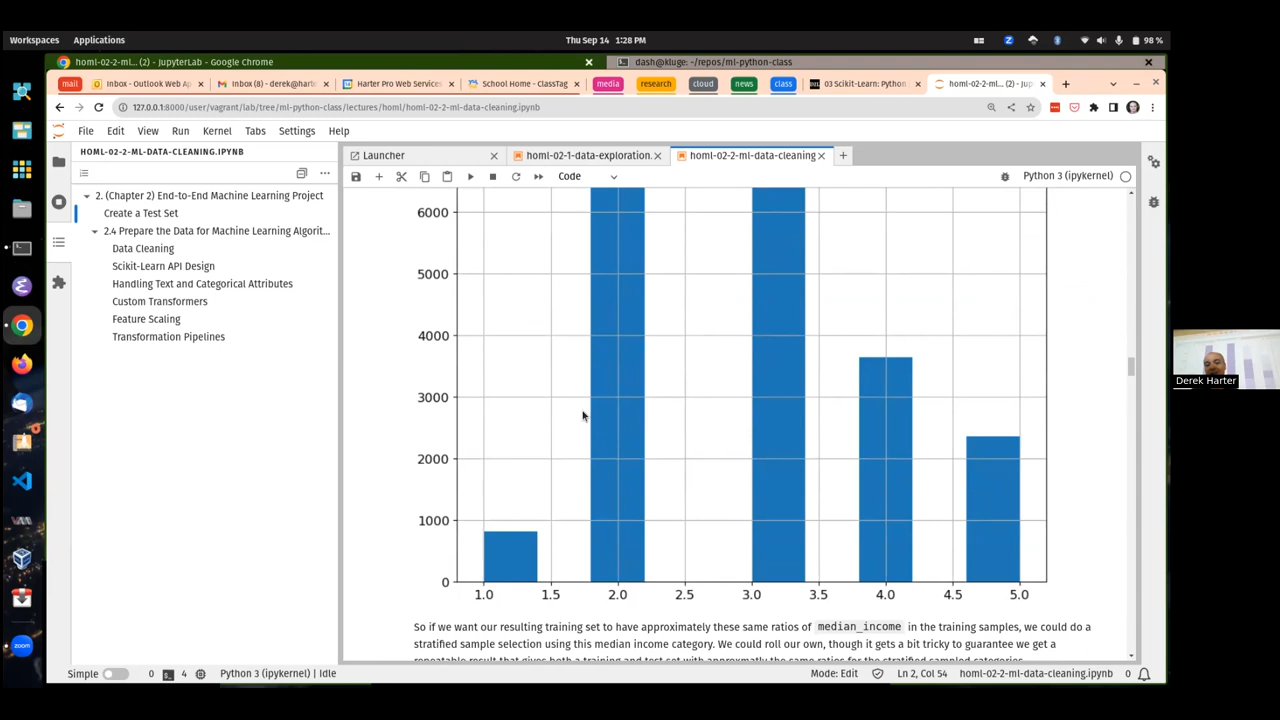 Workspaces Applications Thu Sep 14 1:28 PM 98 %
homl-02-2-ml-data-cleaning.ipynb
homl-02-2-ml... (2) - JupyterLab - Google Chrome dash@kluge: ~/repos/ml-python-class
mail Inbox - Outlook Web Ap Inbox (8) - derek@hart Harter Pro Web Services School Home - ClassTag media research cloud news class 03 Scikit-Learn: Python homl-02-2-ml... (2) - Jup
127.0.0.1:8000/user/vagrant/lab/tree/ml-python-class/lectures/homl/homl-02-2-ml-data-cleaning.ipynb
File Edit View Run Kernel Tabs Settings Help
HOML-02-2-ML-DATA-CLEANING.IPYNB
Launcher homl-02-1-data-exploration. homl-02-2-ml-data-cleaning
Code Python 3 (ipykernel)
2. (Chapter 2) End-to-End Machine Learning Project
Create a Test Set
2.4 Prepare the Data for Machine Learning Algorit...
Data Cleaning
Scikit-Learn API Design
Handling Text and Categorical Attributes
Custom Transformers
Feature Scaling
Transformation Pipelines
6000
5000
4000
3000
2000
1000
0
1.0 1.5 2.0 2.5 3.0 3.5 4.0 4.5 5.0
So if we want our resulting training set to have approximately these same ratios of median_income in the training samples, we could do a
stratified sample selection using this median income category. We could roll our own, though it gets a bit tricky to guarantee we get a
Derek Harter
zoom
Simple 0 4 Python 3 (ipykernel) | Idle Mode: Edit Ln 2, Col 54 homl-02-2-ml-data-cleaning.ipynb 0